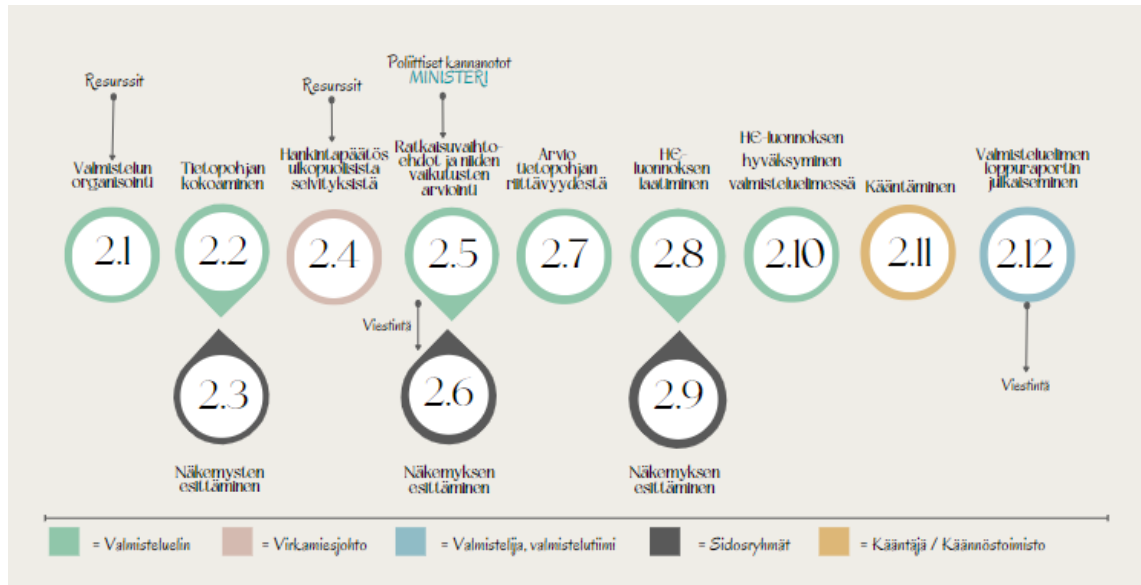 Resurssit
Valmistelun
organisointi
2.1
Tietopohjan
kokoaminen
2.2
2.3
Näkemysten
esittäminen
Resurssit
Hankintapäätös
ulkopuolisista
selvityksistä
2.4
Poliittiset kannanotot
MINISTERI
Ratkaisuvaihto-
ehdot ja niiden
vaikutusten
arviointi
2.5
Viestintä
2.6
Näkemyksen
esittäminen
Arvio
tietopohjan
riittävyydestä
2.7
HE-
luonnoksen
laatiminen
2.8
2.9
Näkemyksen
esittäminen
HE-luonnoksen
hyväksyminen
valmisteluelimessä
2.10
Kääntäminen
2.11
Valmisteluelimen
loppuraportin
julkaiseminen
2.12
Viestintä
= Valmisteluelin
= Virkamiesjohto
= Valmistelija, valmistelutiimi
= Sidosryhmät
= Kääntäjä / Käännöstoimisto